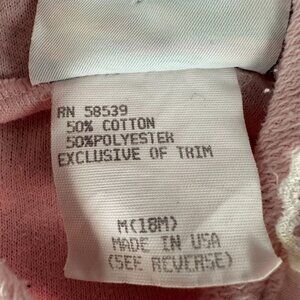 RN 58539
50% COTTON
50%POLYESTER
EXCLUSIVE OF TRIM
M(18M)
MADE IN USA
(SEE REVERSE)